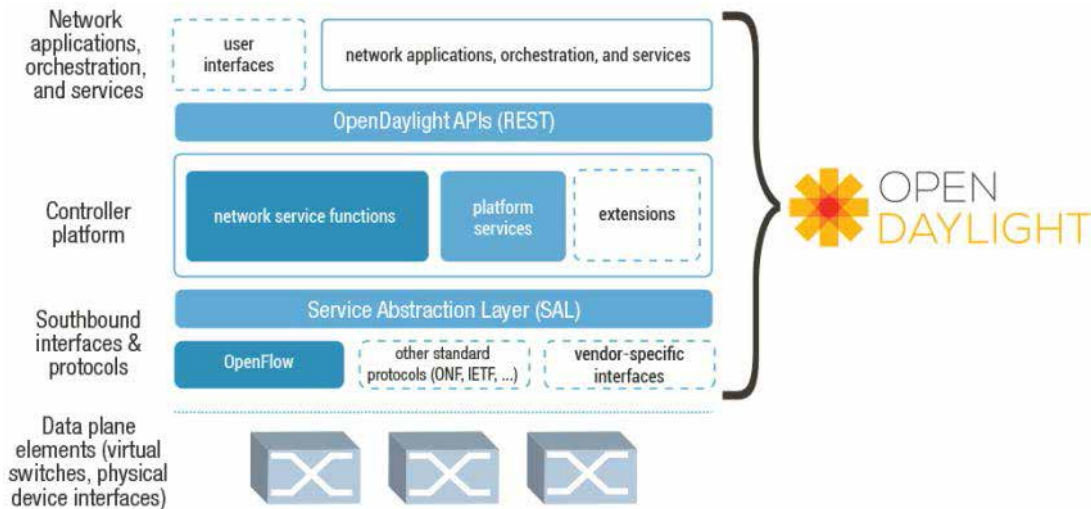 Network
applications,
orchestration,
and services
user
interfaces
network applications, orchestration, and services
OpenDaylight APIs (REST)
Controller
platform
network service functions
platform
services
extensions
OPEN
DAYLIGHT
Service Abstraction Layer (SAL)
Southbound
interfaces &
protocols
OpenFlow
other standard
protocols (ONF, IETF, ...)
vendor-specific
interfaces
Data plane
elements (virtual
switches, physical
device interfaces)